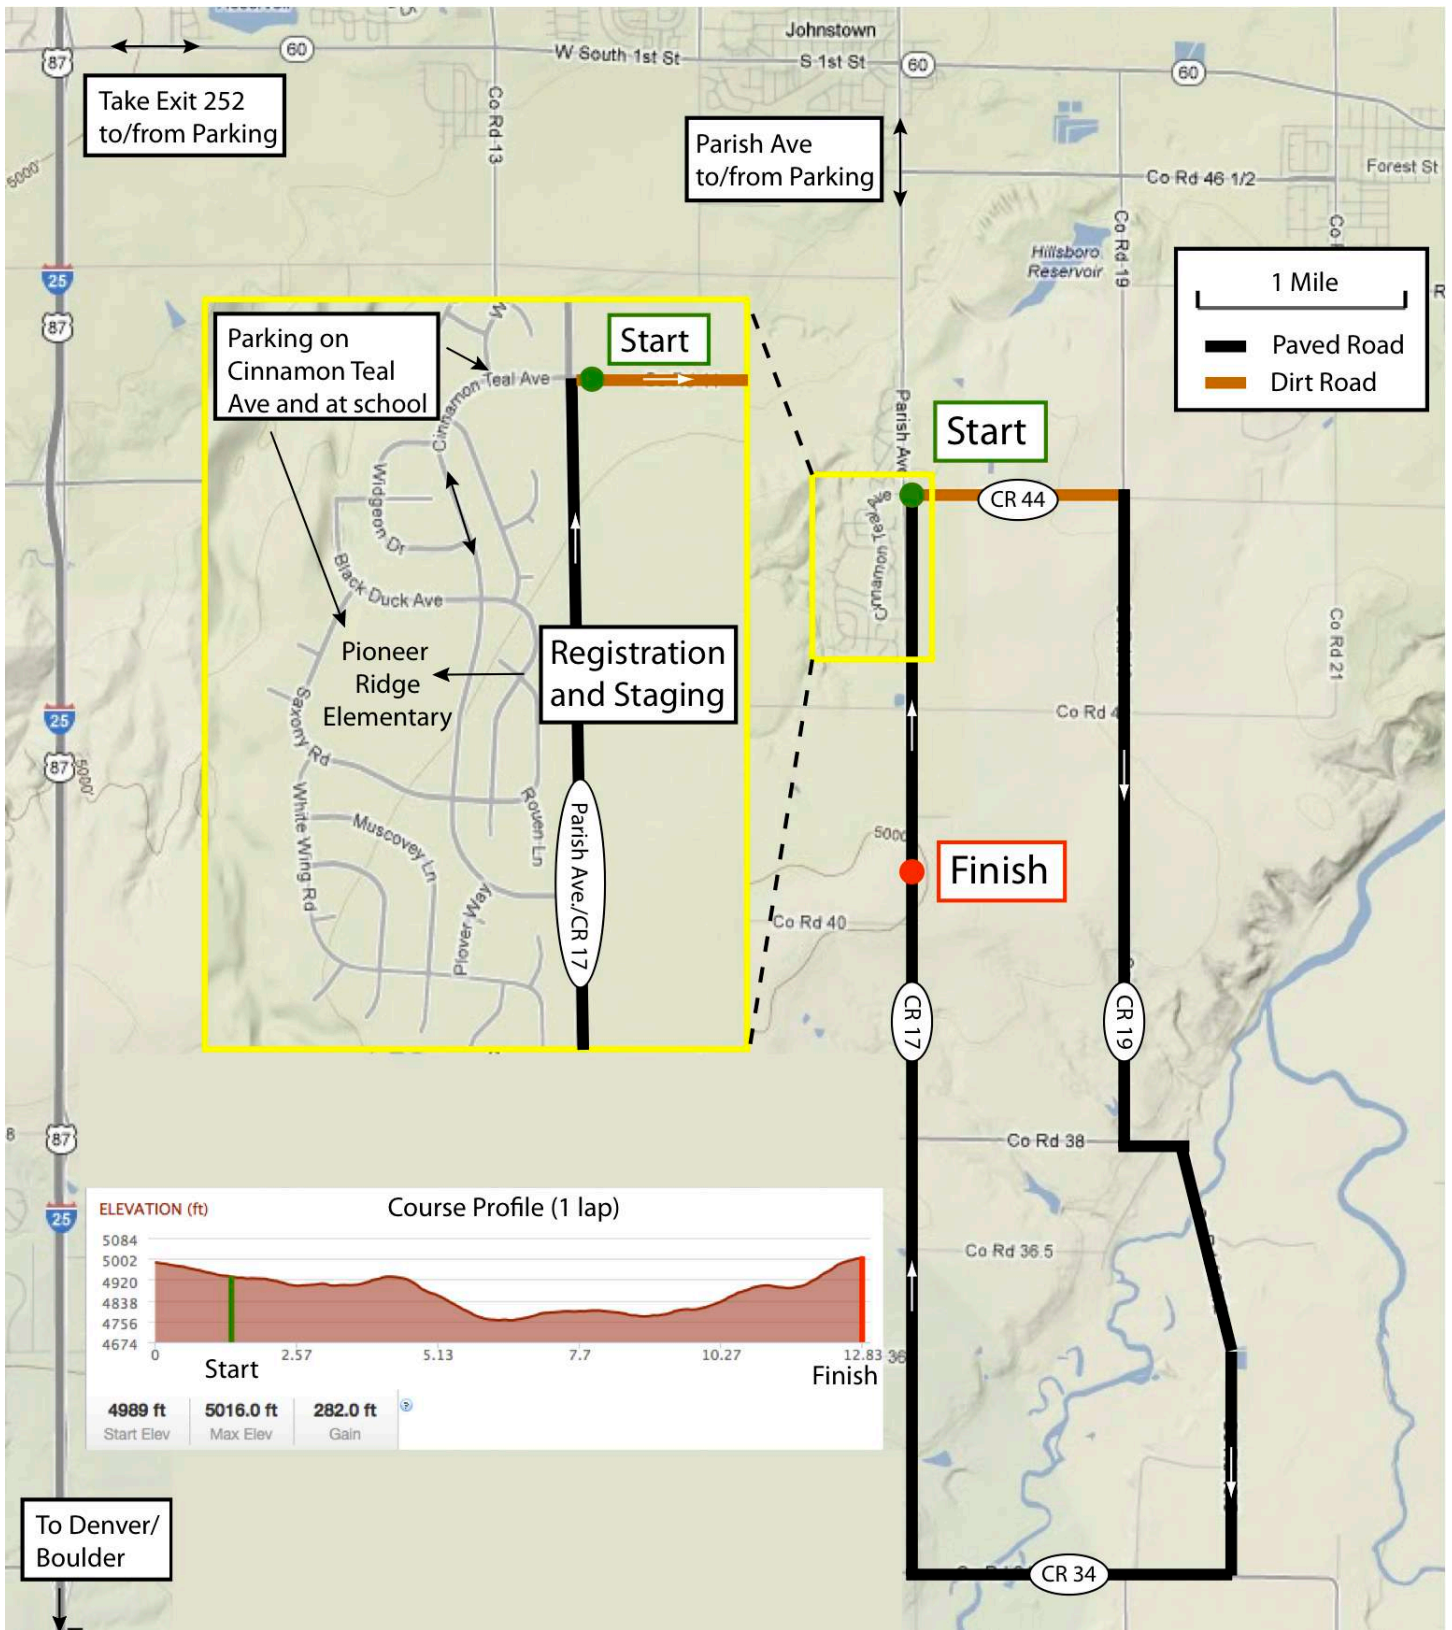 Reservoir
Johnstown
87
60
W South 1st St
S 1st St
60
60
Take Exit 252
to/from Parking
Co Rd 13
Parish Ave
to/from Parking
Forest St
Co Rd 46 1/2
5000'
Co Rd 19
Hillsboro
Reservoir
25
87
1 Mile
Paved Road
Dirt Road
Parking on
Cinnamon Teal
Ave and at school
Start
Cinnamon Teal Ave
Parish Ave
Start
CR 44
Cinnamon Teal Ave
Widgeon Dr
Black Duck Ave
Co Rd 21
Pioneer
Ridge
Elementary
Registration
and Staging
Saxony Rd
25
87
5000'
White Wing Rd
Muscovey Ln
Rouen Ln
Plover Way
Parish Ave./CR 17
5000
Finish
Co Rd 40
CR 17
CR 19
87
Co Rd 38
25
Co Rd 36.5
ELEVATION (ft)
Course Profile (1 lap)
5084
5002
4920
4838
4756
4674
0
2.57
5.13
7.7
10.27
12.83
36
Start
Finish
4989 ft
5016.0 ft
282.0 ft
Start Elev
Max Elev
Gain
To Denver/
Boulder
CR 34